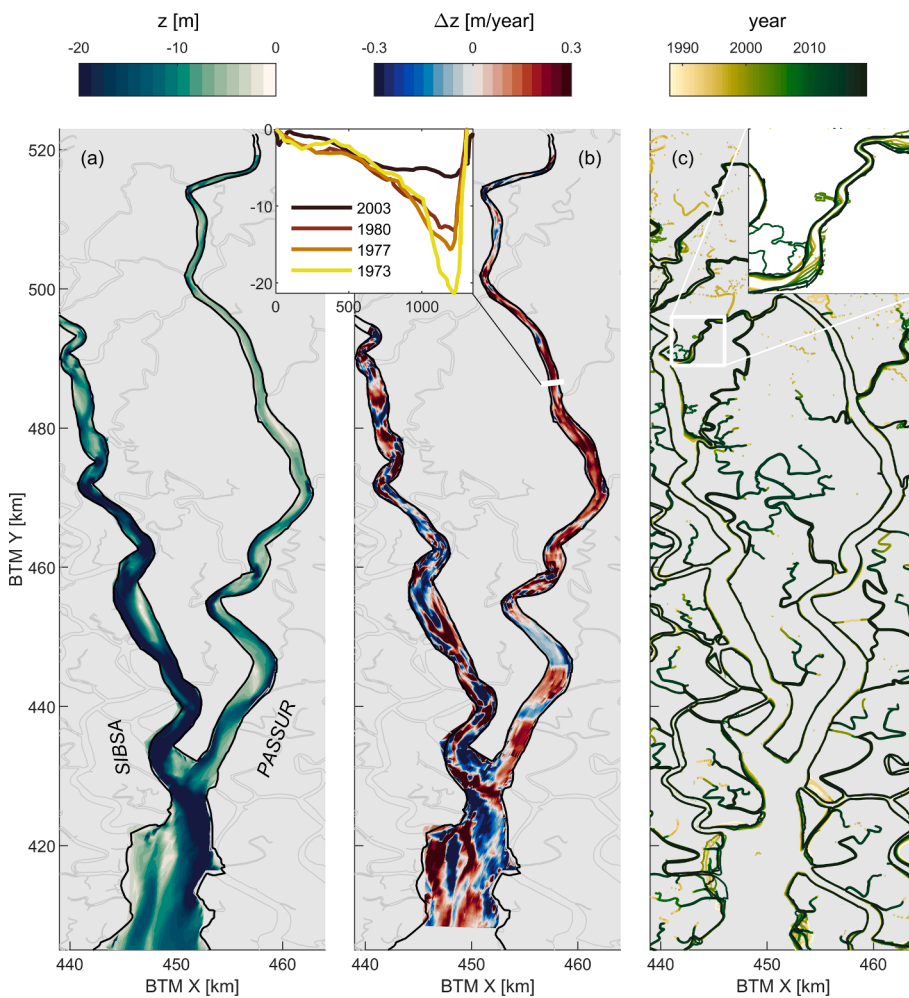 z [m]
-20 -10 0
Δz [m/year]
-0.3 0 0.3
year
1990 2000 2010
(a)
(b)
(c)
0
-10
-20
0 500 1000
2003
1980
1977
1973
520
500
480
460
440
420
BTM Y [km]
SIBSA
PASSUR
440 450 460
BTM X [km]
440 450 460
BTM X [km]
440 450 460
BTM X [km]